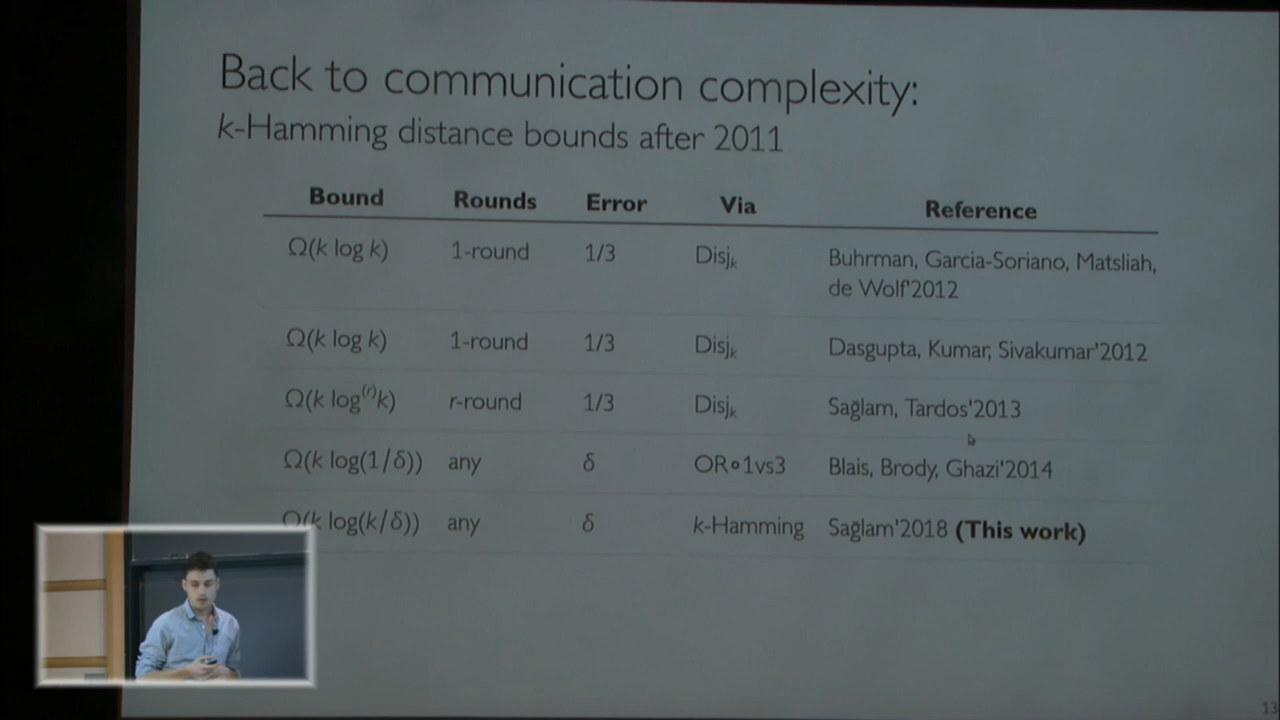 Back to communication complexity:
k-Hamming distance bounds after 2011
Bound Rounds Error Via Reference
Ω(k log k) 1-round 1/3 Disjₖ Buhrman, Garcia-Soriano, Matsliah,
de Wolf'2012
Ω(k log k) 1-round 1/3 Disjₖ Dasgupta, Kumar, Sivakumar'2012
Ω(k log⁽ʳ⁾k) r-round 1/3 Disjₖ Sağlam, Tardos'2013
Ω(k log(1/δ)) any δ OR∘1vs3 Blais, Brody, Ghazi'2014
Ω(k log(k/δ)) any δ k-Hamming Sağlam'2018 (This work)